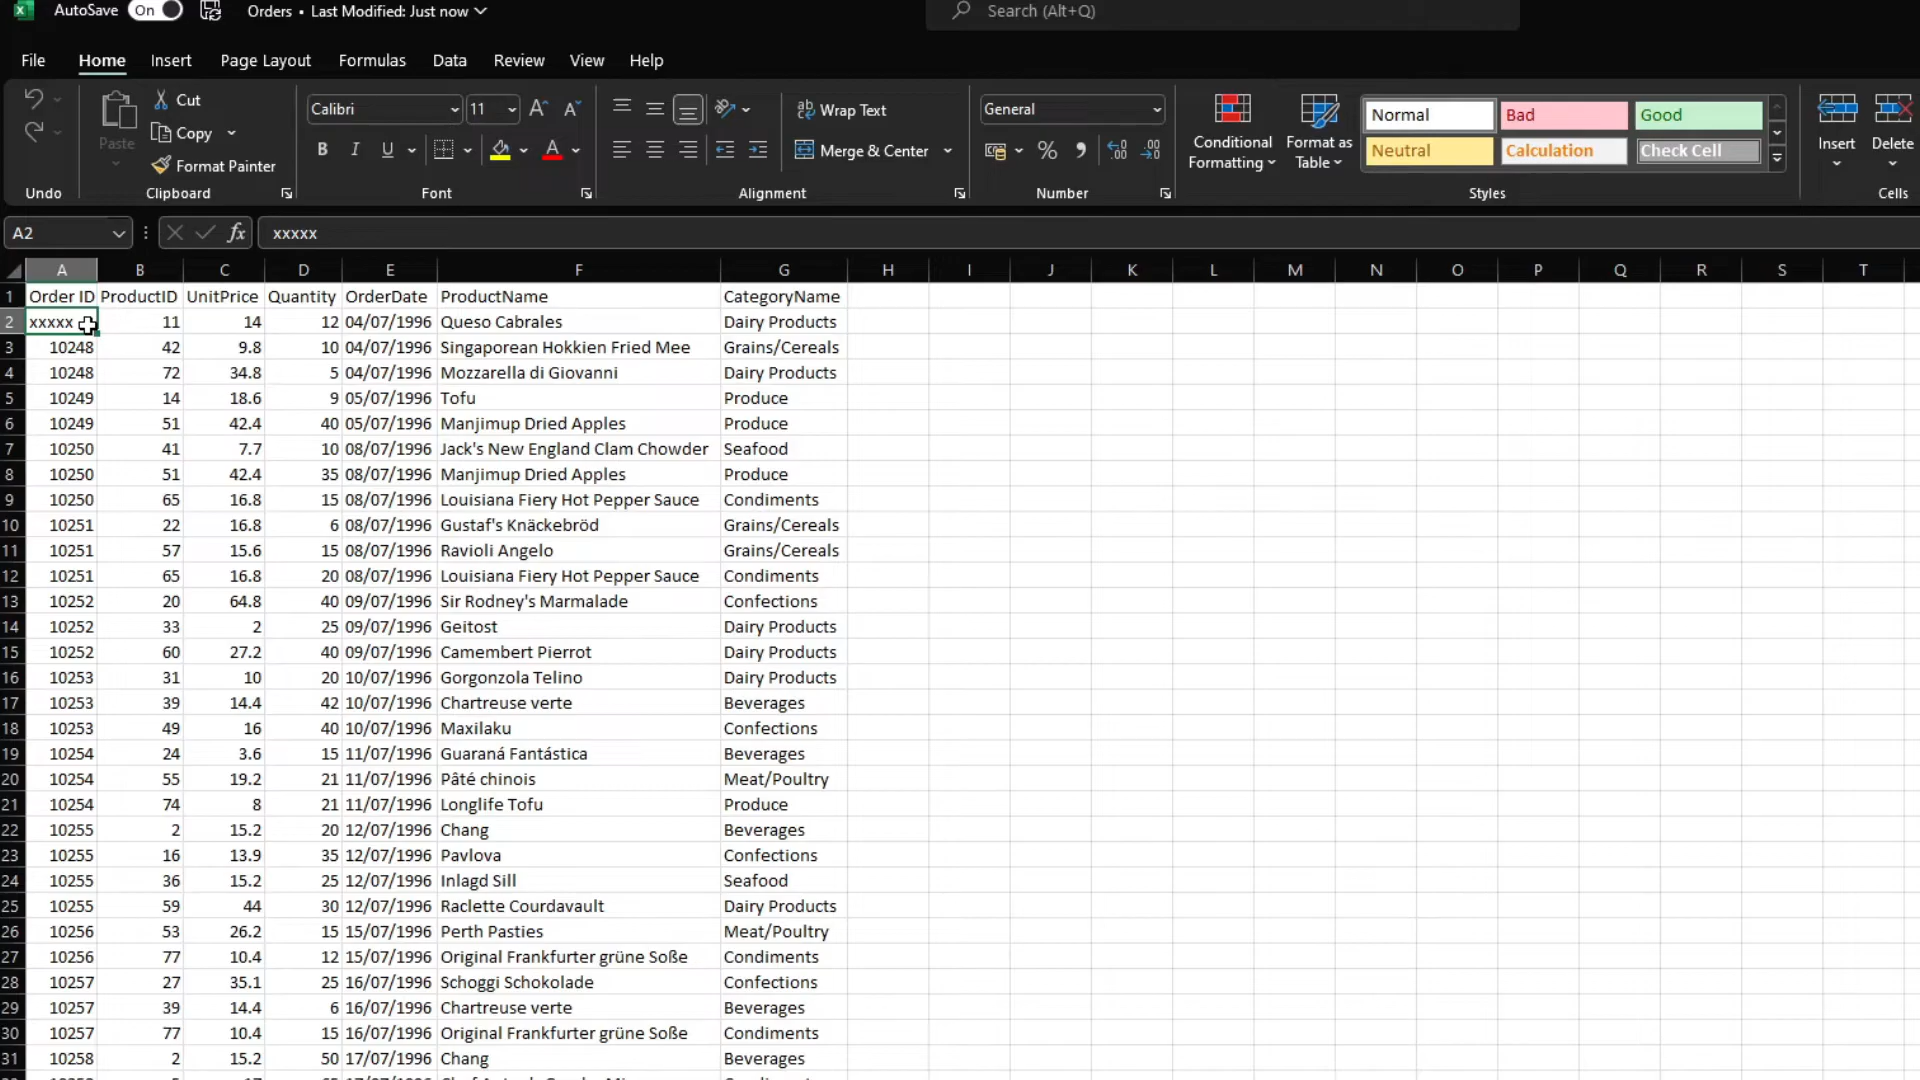 AutoSave On Orders • Last Modified: Just now Search (Alt+Q)
File Home Insert Page Layout Formulas Data Review View Help
Paste Cut Copy Format Painter
Calibri 11
B I U
Wrap Text
Merge & Center
General
Conditional Formatting Format as Table
Normal Bad Good
Neutral Calculation Check Cell
Insert Delete
Undo Clipboard Font Alignment Number Styles Cells
A2 fx xxxxx
A B C D E F G H I J K L M N O P Q R S T
1 Order ID ProductID UnitPrice Quantity OrderDate ProductName CategoryName
2 xxxxx 11 14 12 04/07/1996 Queso Cabrales Dairy Products
3 10248 42 9.8 10 04/07/1996 Singaporean Hokkien Fried Mee Grains/Cereals
4 10248 72 34.8 5 04/07/1996 Mozzarella di Giovanni Dairy Products
5 10249 14 18.6 9 05/07/1996 Tofu Produce
6 10249 51 42.4 40 05/07/1996 Manjimup Dried Apples Produce
7 10250 41 7.7 10 08/07/1996 Jack's New England Clam Chowder Seafood
8 10250 51 42.4 35 08/07/1996 Manjimup Dried Apples Produce
9 10250 65 16.8 15 08/07/1996 Louisiana Fiery Hot Pepper Sauce Condiments
10 10251 22 16.8 6 08/07/1996 Gustaf's Knäckebröd Grains/Cereals
11 10251 57 15.6 15 08/07/1996 Ravioli Angelo Grains/Cereals
12 10251 65 16.8 20 08/07/1996 Louisiana Fiery Hot Pepper Sauce Condiments
13 10252 20 64.8 40 09/07/1996 Sir Rodney's Marmalade Confections
14 10252 33 2 25 09/07/1996 Geitost Dairy Products
15 10252 60 27.2 40 09/07/1996 Camembert Pierrot Dairy Products
16 10253 31 10 20 10/07/1996 Gorgonzola Telino Dairy Products
17 10253 39 14.4 42 10/07/1996 Chartreuse verte Beverages
18 10253 49 16 40 10/07/1996 Maxilaku Confections
19 10254 24 3.6 15 11/07/1996 Guaraná Fantástica Beverages
20 10254 55 19.2 21 11/07/1996 Pâté chinois Meat/Poultry
21 10254 74 8 21 11/07/1996 Longlife Tofu Produce
22 10255 2 15.2 20 12/07/1996 Chang Beverages
23 10255 16 13.9 35 12/07/1996 Pavlova Confections
24 10255 36 15.2 25 12/07/1996 Inlagd Sill Seafood
25 10255 59 44 30 12/07/1996 Raclette Courdavault Dairy Products
26 10256 53 26.2 15 15/07/1996 Perth Pasties Meat/Poultry
27 10256 77 10.4 12 15/07/1996 Original Frankfurter grüne Soße Condiments
28 10257 27 35.1 25 16/07/1996 Schoggi Schokolade Confections
29 10257 39 14.4 6 16/07/1996 Chartreuse verte Beverages
30 10257 77 10.4 15 16/07/1996 Original Frankfurter grüne Soße Condiments
31 10258 2 15.2 50 17/07/1996 Chang Beverages